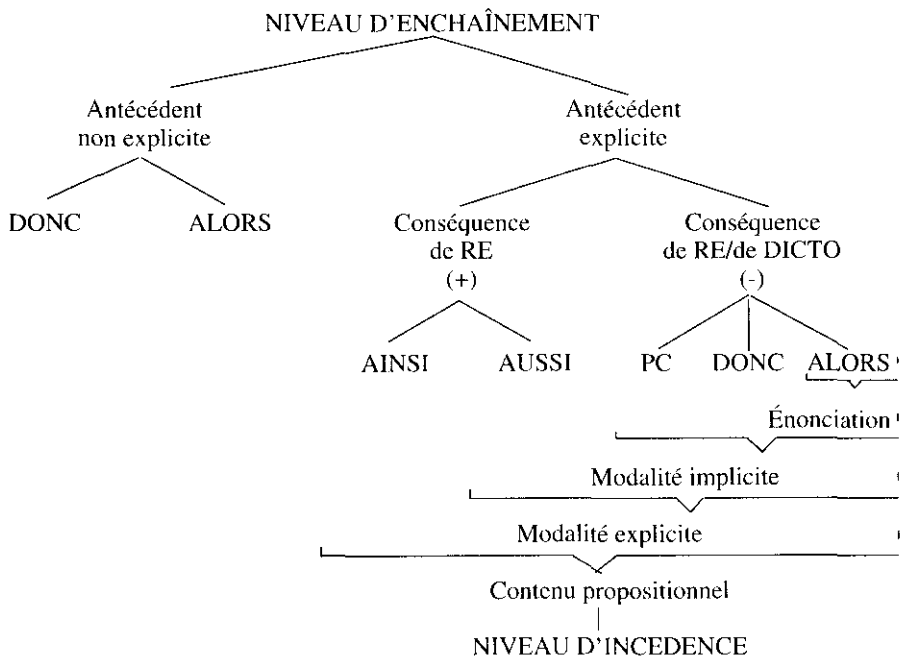 NIVEAU D'ENCHAÎNEMENT
Antécédent
non explicite
Antécédent
explicite
DONC ALORS
Conséquence
de RE
(+)
Conséquence
de RE/de DICTO
(-)
AINSI AUSSI PC DONC ALORS
Énonciation
Modalité implicite
Modalité explicite
Contenu propositionnel
NIVEAU D'INCEDENCE